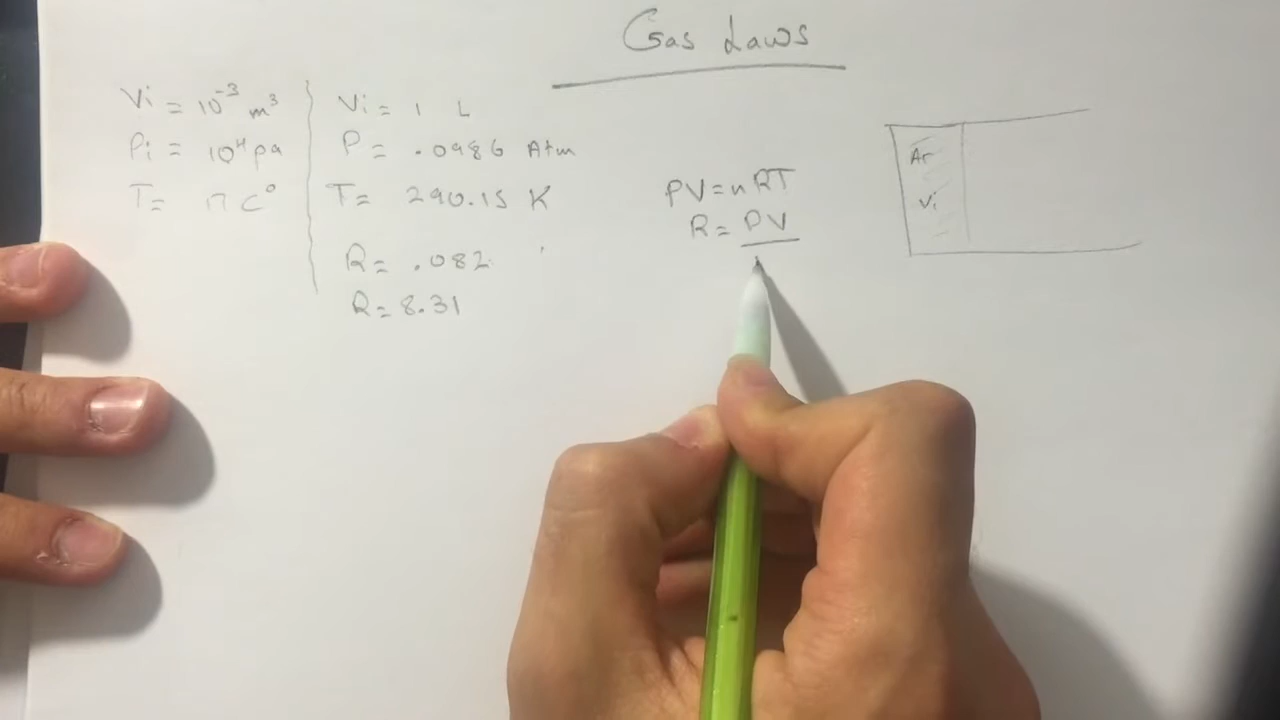 Gas Laws
Vi = 10⁻³ m³
Pi = 10⁴ pa
T = 17 C°
Vi = 1 L
P = .0986 Atm
T = 290.15 K
R = .082
R = 8.31
PV = nRT
R = PV
Ar
Vi